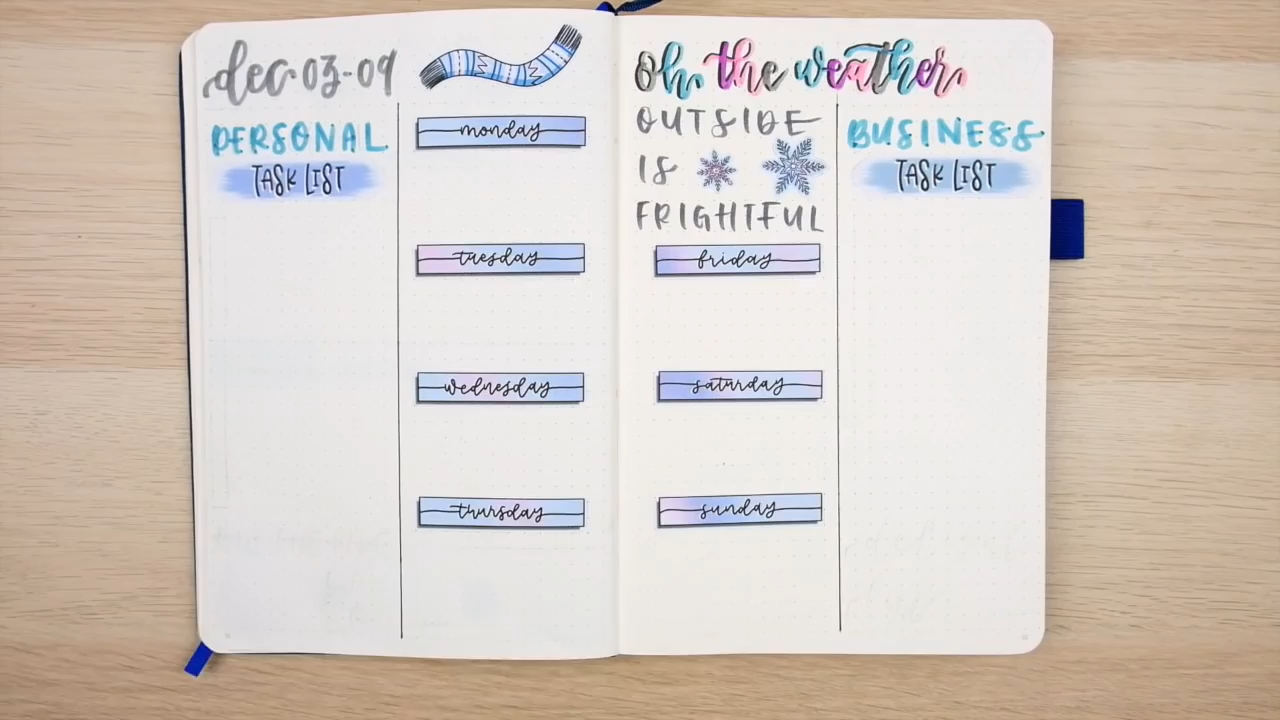 dec 03-09
PERSONAL
TASK LIST
monday
tuesday
wednesday
thursday
oh, the weather
OUTSIDE
IS
FRIGHTFUL
friday
saturday
sunday
BUSINESS
TASK LIST